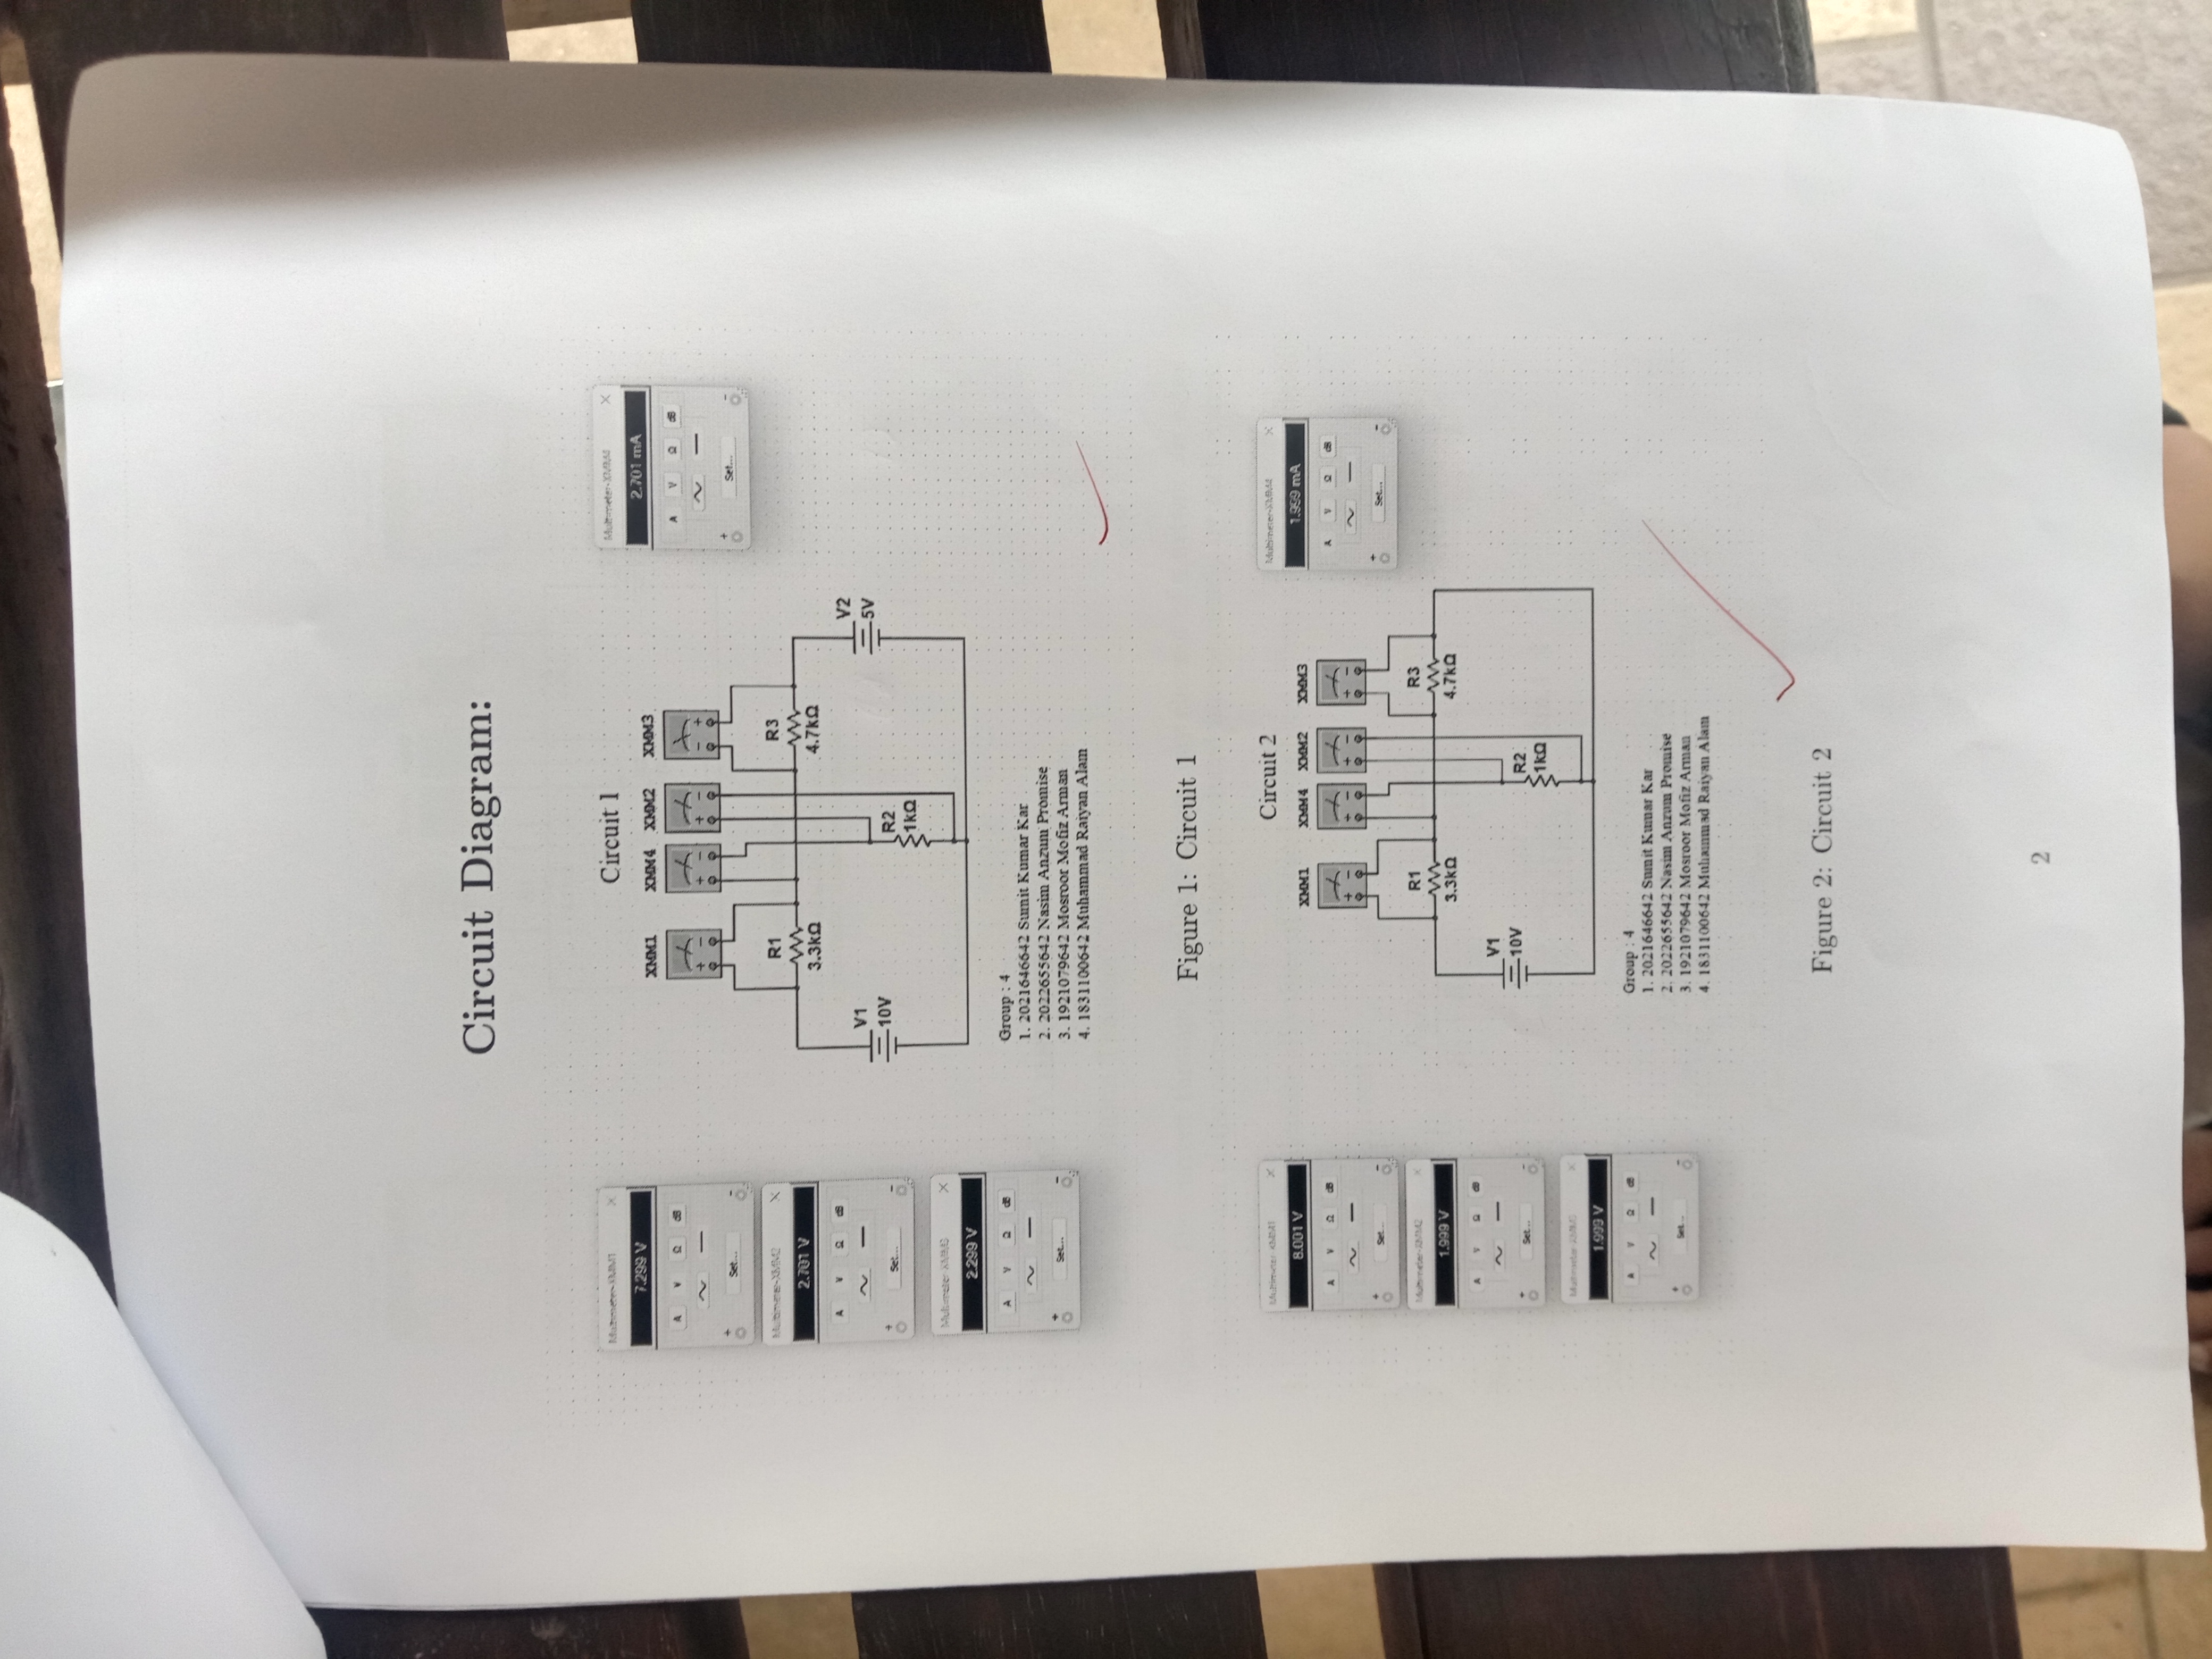 Circuit Diagram:
Circuit 1
XMM1
XMM4
XMM2
XMM3
R1
3.3kΩ
R3
4.7kΩ
R2
1kΩ
V1
10V
V2
5V
Multimeter-XMM1 X
7.299 V
A V Ω dB
+ Set... -
Multimeter-XMM2 X
2.701 V
A V Ω dB
+ Set... -
Multimeter-XMM3 X
2.299 V
A V Ω dB
+ Set... -
Multimeter-XMM4 X
2.701 mA
A V Ω dB
+ Set... -
Group : 4
1. 2021646642 Sumit Kumar Kar
2. 2022655642 Nasim Anzum Promise
3. 1921079642 Mosroor Mofiz Arman
4. 1831100642 Muhammad Raiyan Alam
Figure 1: Circuit 1
Circuit 2
XMM1
XMM4
XMM2
XMM3
R1
3.3kΩ
R3
4.7kΩ
R2
1kΩ
V1
10V
Multimeter-XMM1 X
8.001 V
A V Ω dB
+ Set... -
Multimeter-XMM2 X
1.999 V
A V Ω dB
+ Set... -
Multimeter-XMM3 X
1.999 V
A V Ω dB
+ Set... -
Multimeter-XMM4 X
1.999 mA
A V Ω dB
+ Set... -
Group : 4
1. 2021646642 Sumit Kumar Kar
2. 2022655642 Nasim Anzum Promise
3. 1921079642 Mosroor Mofiz Arman
4. 1831100642 Muhammad Raiyan Alam
Figure 2: Circuit 2
2